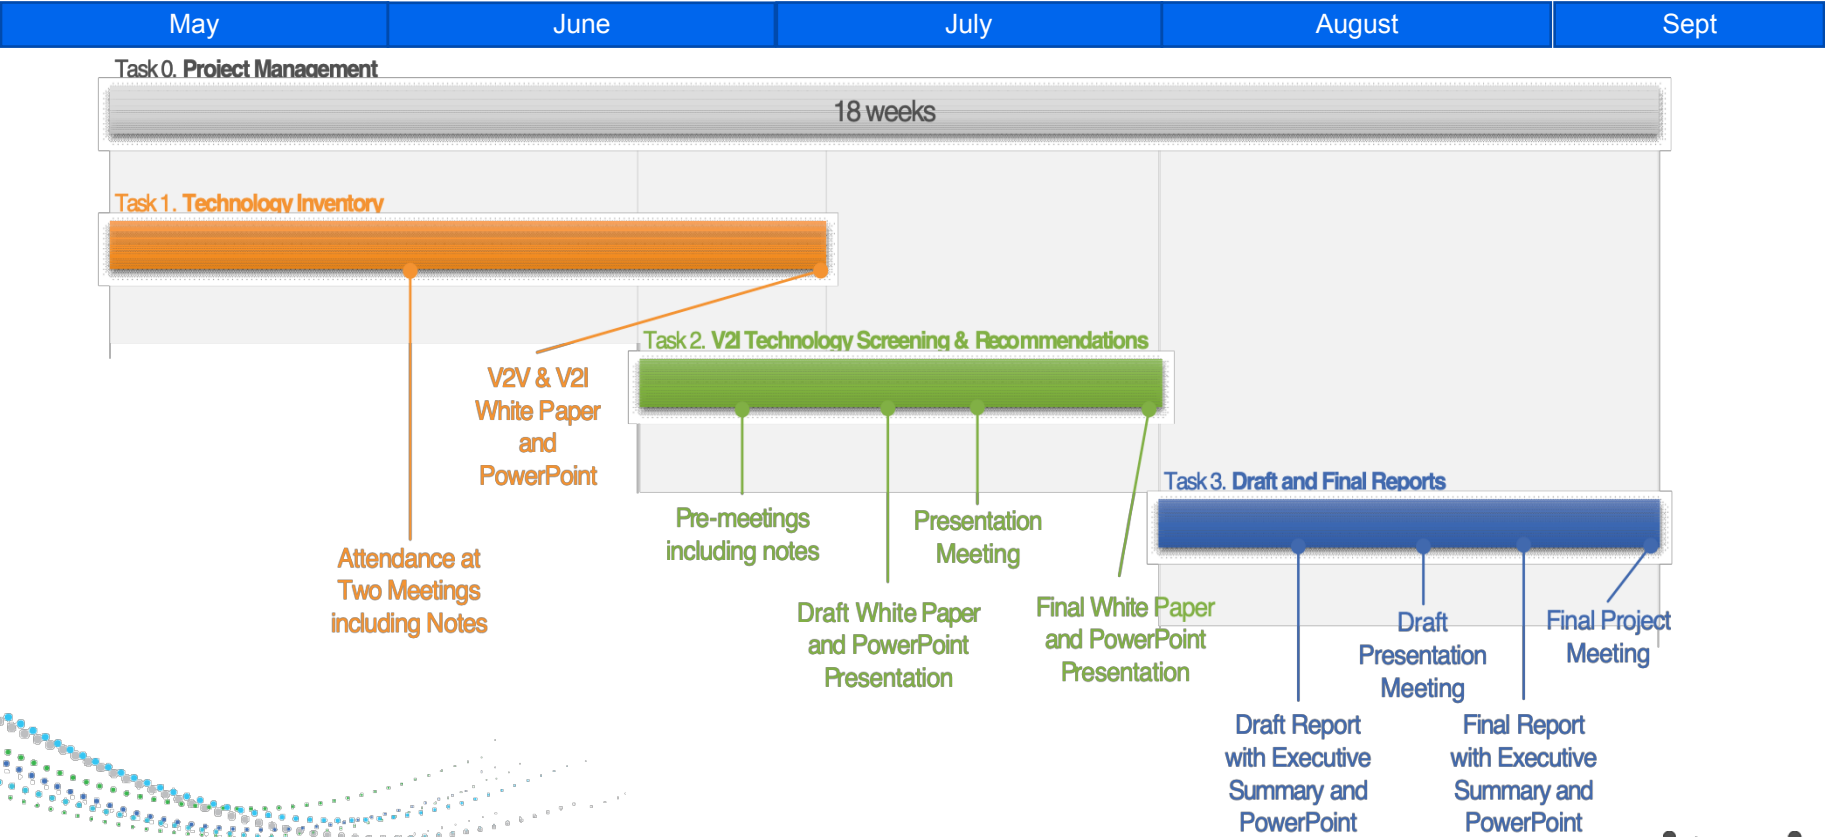 May
June
July
August
Sept
Task 0. Project Management
18 weeks
Task 1. Technology Inventory
V2V & V2I
White Paper
and
PowerPoint
Attendance at
Two Meetings
including Notes
Task 2. V2I Technology Screening & Recommendations
Pre-meetings
including notes
Draft White Paper
and PowerPoint
Presentation
Presentation
Meeting
Final White Paper
and PowerPoint
Presentation
Task 3. Draft and Final Reports
Draft Report
with Executive
Summary and
PowerPoint
Draft
Presentation
Meeting
Final Report
with Executive
Summary and
PowerPoint
Final Project
Meeting